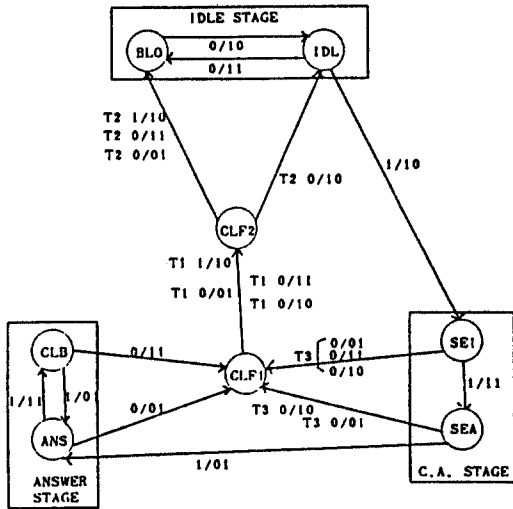 IDLE STAGE
BLO
0/10
IDL
0/11
T2 1/10
T2 0/11
T2 0/01
T2 0/10
1/10
CLF2
T1 1/10
T1 0/01
T1 0/11
T1 0/10
CLB
0/11
CLF1
T3
0/01
0/11
0/10
SEI
1/11
1/01
1/11
ANS
0/01
T3 0/10
T3 0/01
SEA
1/01
ANSWER
STAGE
C.A. STAGE